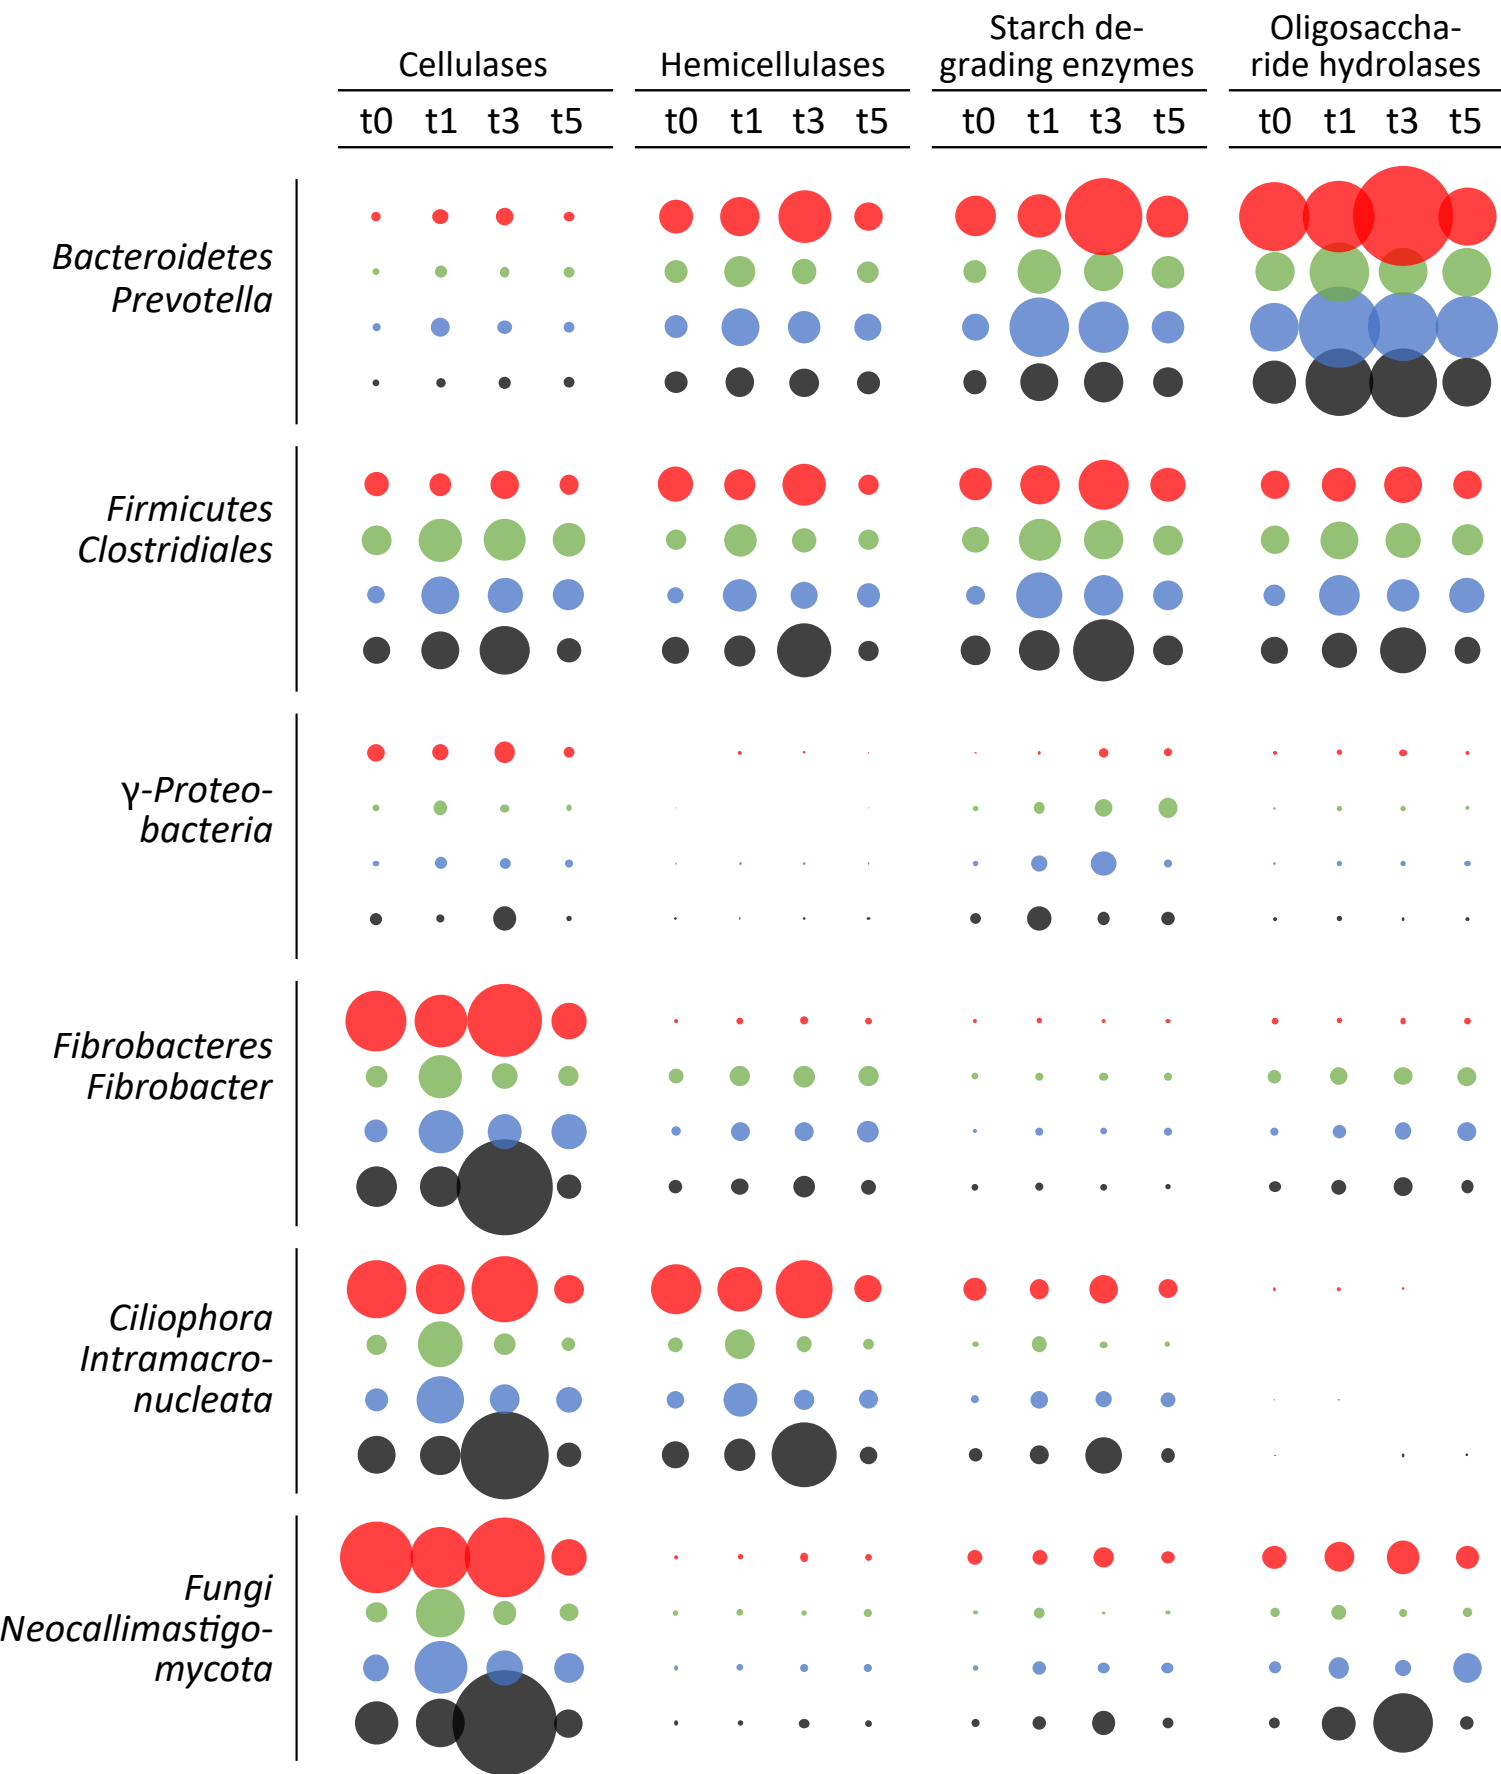 Cellulases
Hemicellulases
Starch de-
grading enzymes
Oligosaccha-
ride hydrolases
t0 t1 t3 t5
t0 t1 t3 t5
t0 t1 t3 t5
t0 t1 t3 t5
Bacteroidetes
Prevotella
Firmicutes
Clostridiales
γ-Proteo-
bacteria
Fibrobacteres
Fibrobacter
Ciliophora
Intramacro-
nucleata
Fungi
Neocallimastigo-
mycota